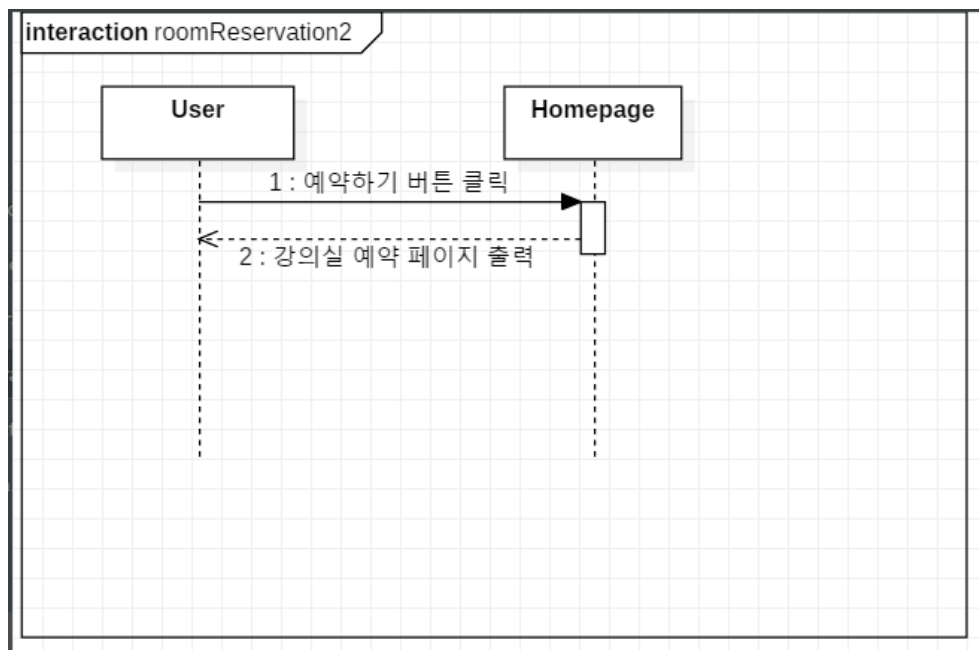 interaction roomReservation2
User
Homepage
1 : 예약하기 버튼 클릭
2 : 강의실 예약 페이지 출력